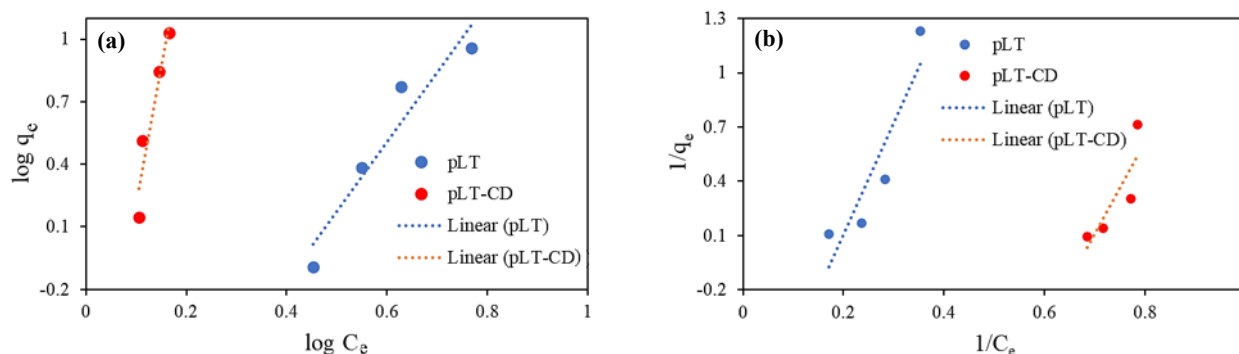 (a)
log qe
1
0.7
0.4
0.1
-0.2
0
0.2
0.4
0.6
0.8
1
log Ce
pLT
pLT-CD
Linear (pLT)
Linear (pLT-CD)
(b)
1/qe
1.3
1
0.7
0.4
0.1
-0.2
0
0.2
0.4
0.6
0.8
1/Ce
pLT
pLT-CD
Linear (pLT)
Linear (pLT-CD)